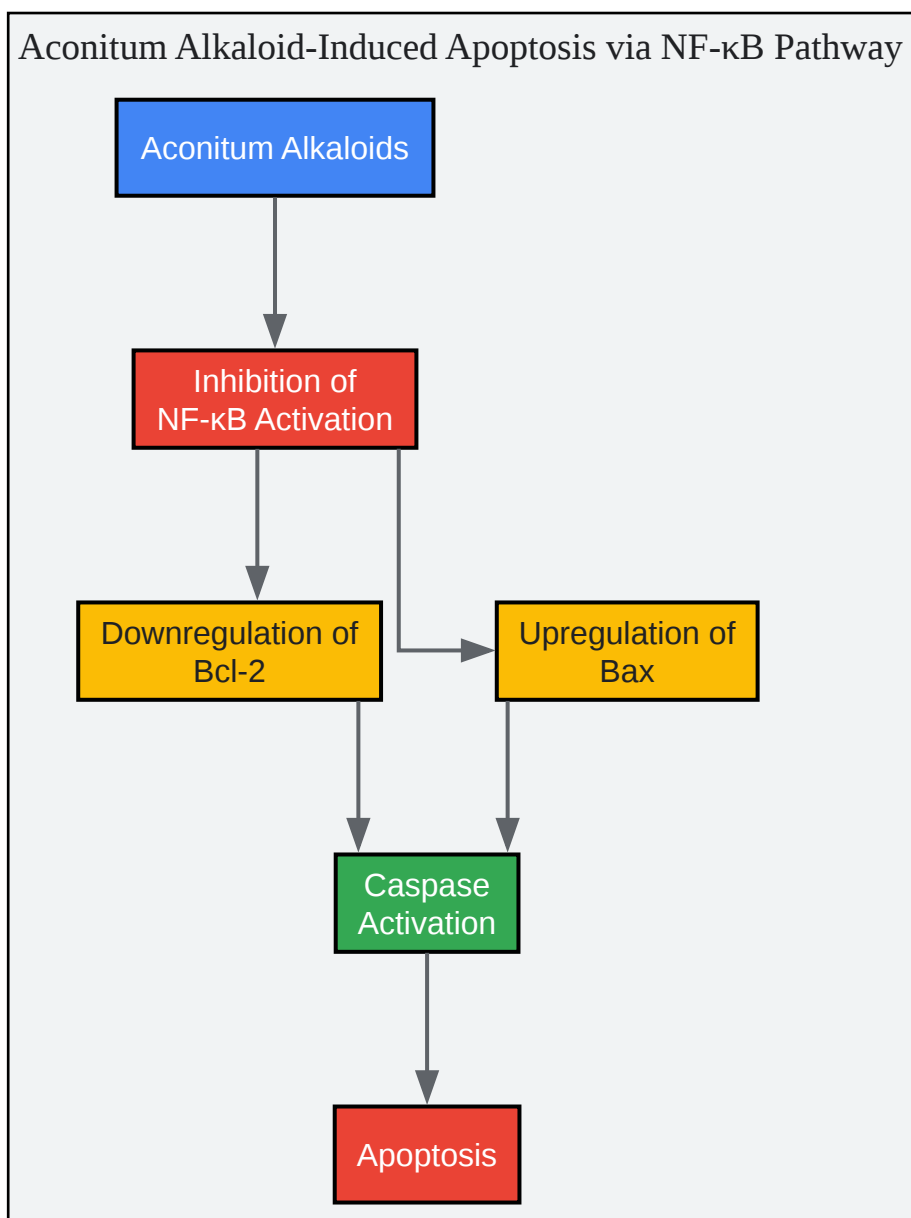 Aconitum Alkaloid-Induced Apoptosis via NF-κB Pathway
Aconitum Alkaloids
Inhibition of
NF-κB Activation
Downregulation of
Bcl-2
Upregulation of
Bax
Caspase
Activation
Apoptosis